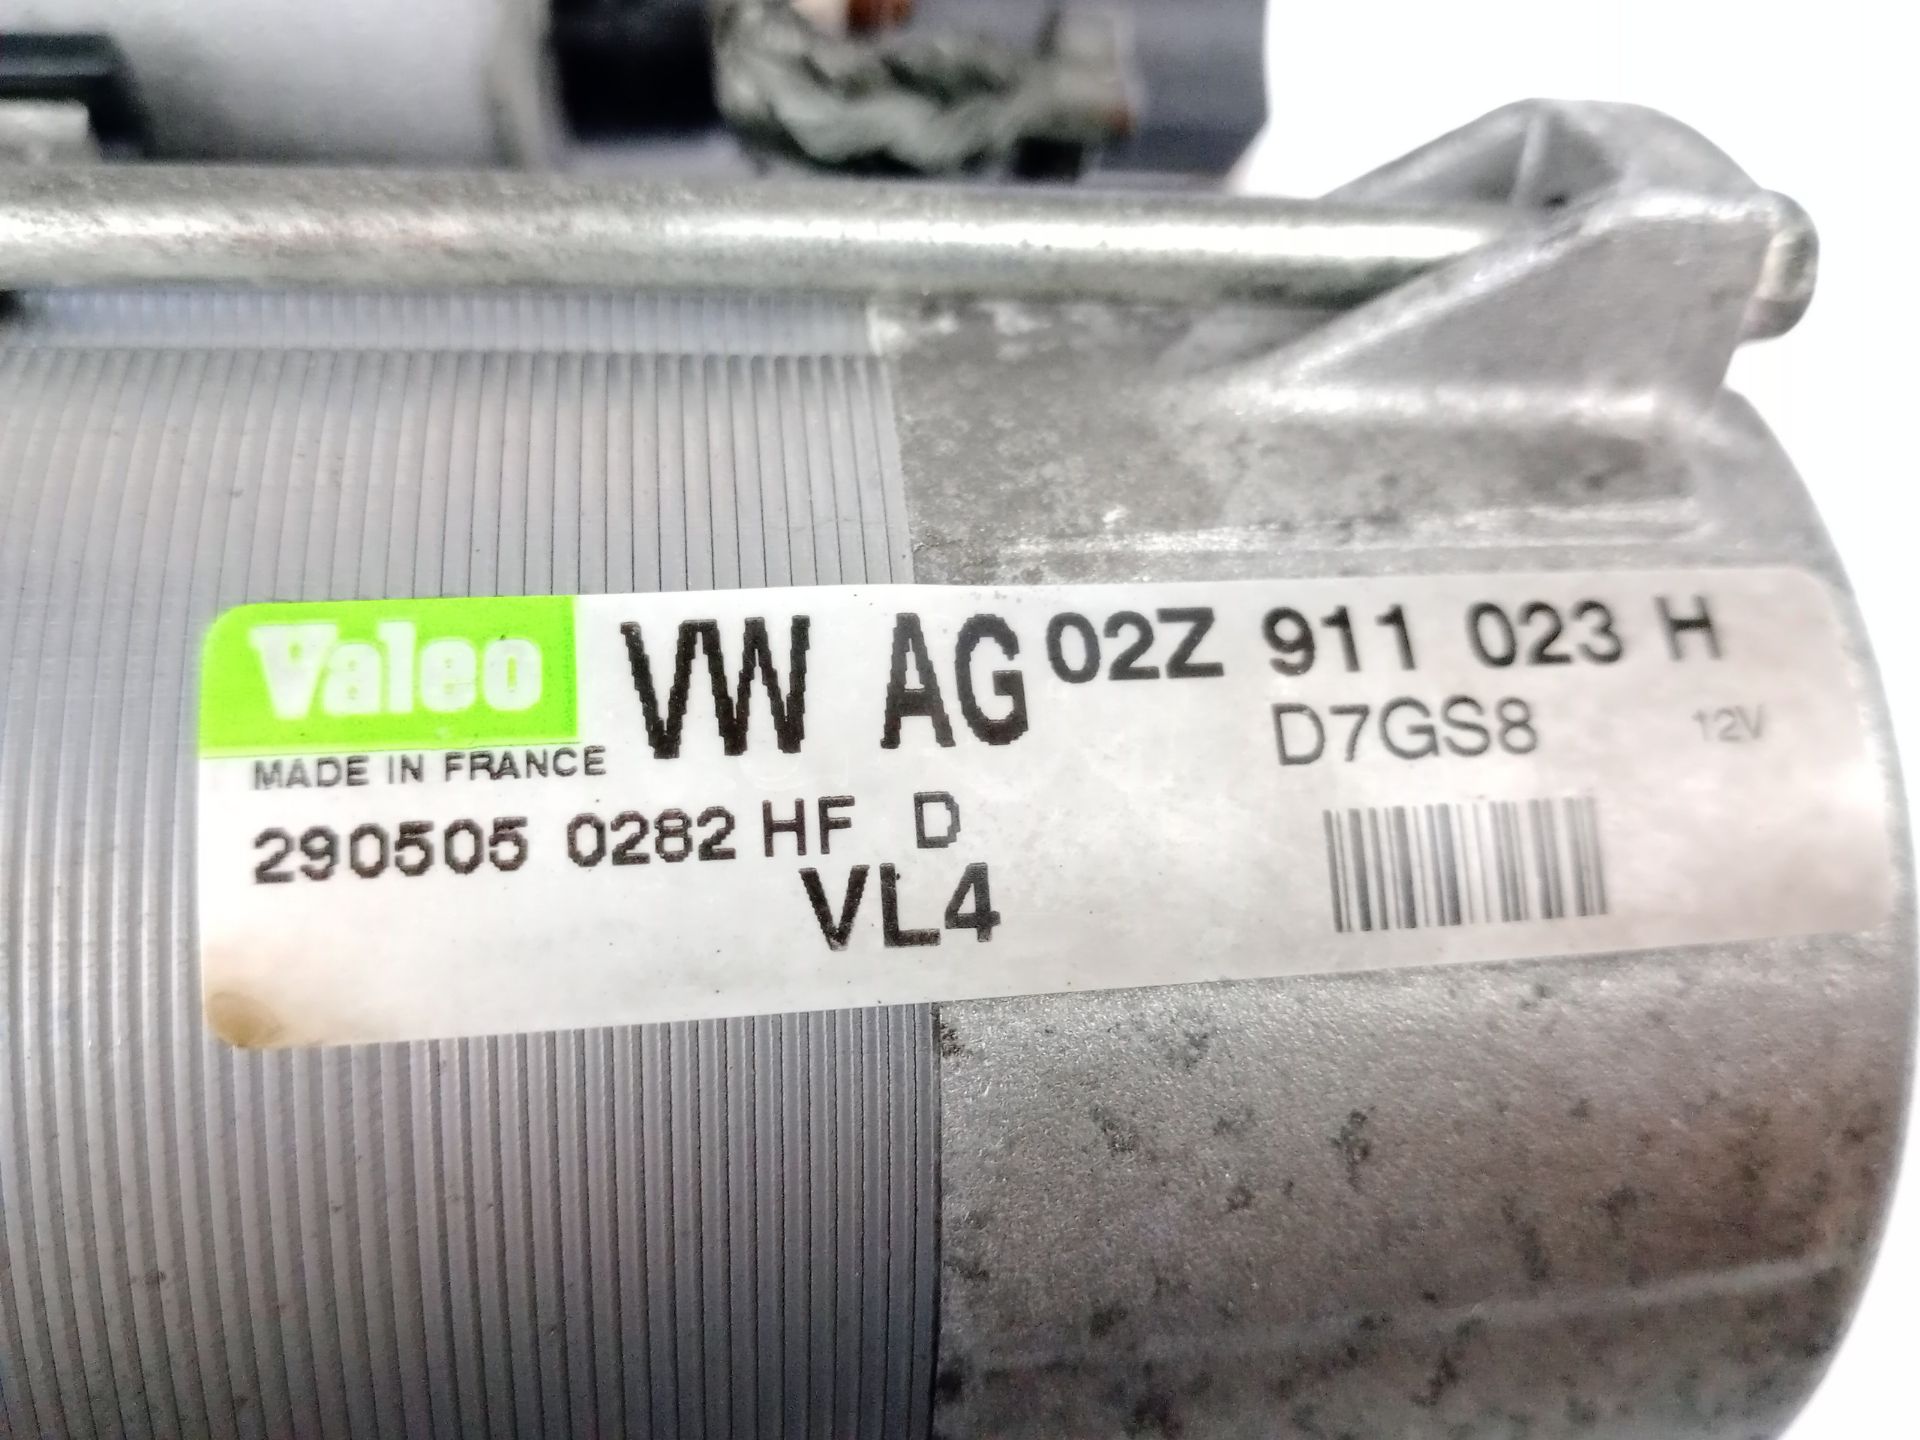 Valeo VW AG 02Z 911 023 H
D7GS8 12V
MADE IN FRANCE
290505 0282 HF D
VL4